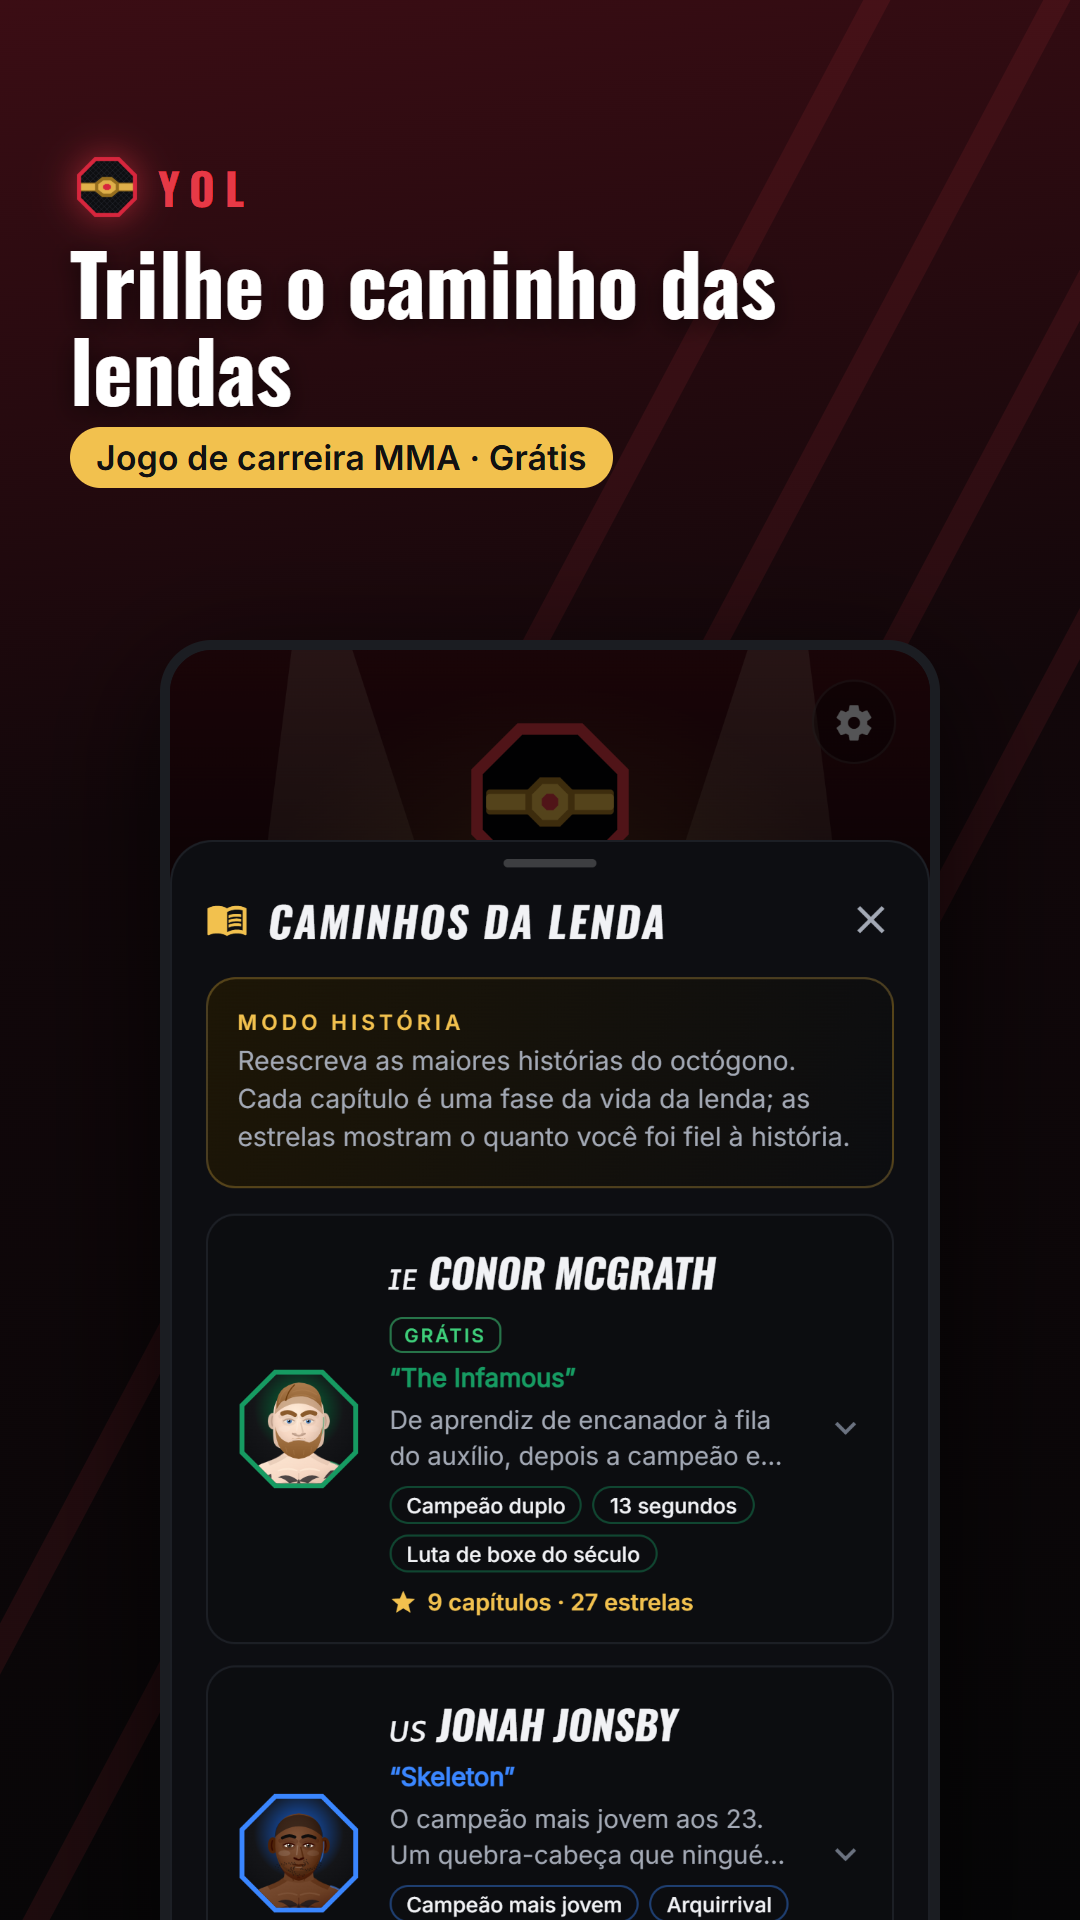 YOL
Trilhe o caminho das
lendas
Jogo de carreira MMA · Grátis
CAMINHOS DA LENDA
MODO HISTÓRIA
Reescreva as maiores histórias do octógono.
Cada capítulo é uma fase da vida da lenda; as
estrelas mostram o quanto você foi fiel à história.
IE CONOR MCGRATH
GRÁTIS
“The Infamous”
De aprendiz de encanador à fila
do auxílio, depois a campeão e...
Campeão duplo
13 segundos
Luta de boxe do século
9 capítulos · 27 estrelas
US JONAH JONSBY
“Skeleton”
O campeão mais jovem aos 23.
Um quebra-cabeça que ningué...
Campeão mais jovem
Arquirrival